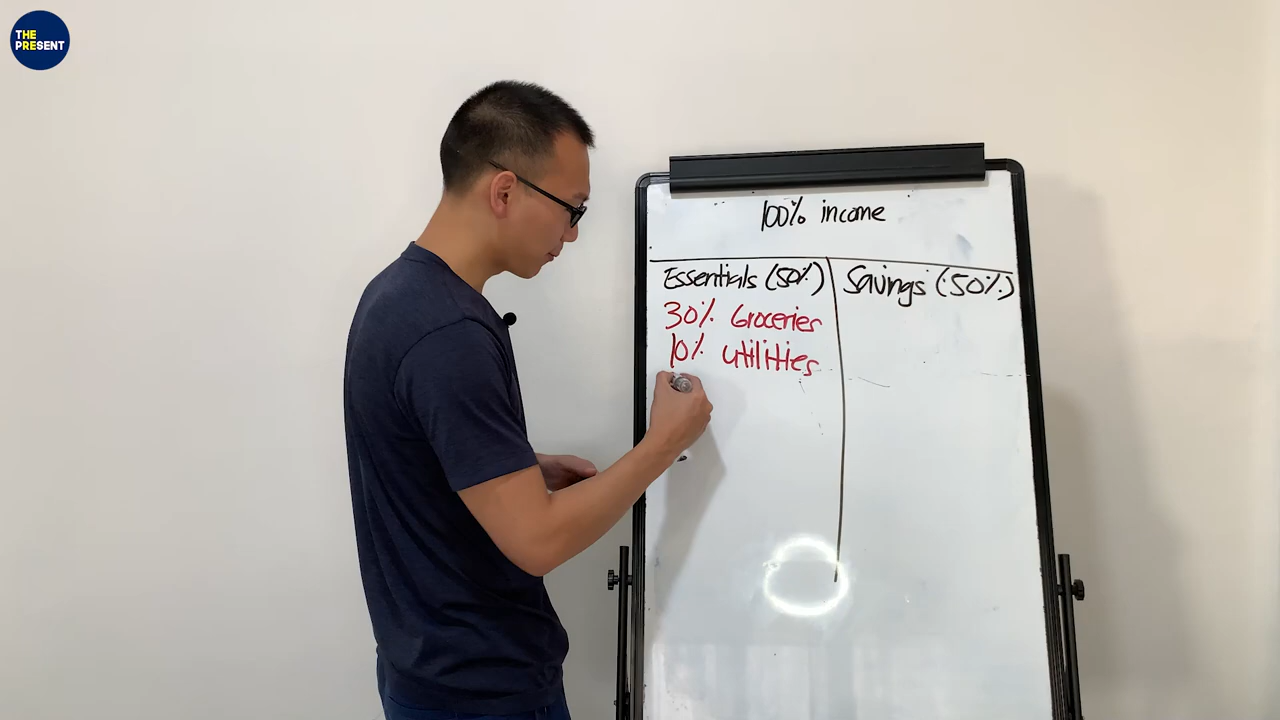 THE
PRESENT
100% income
Essentials (50%)
Savings (50%)
30% Groceries
10% utilities